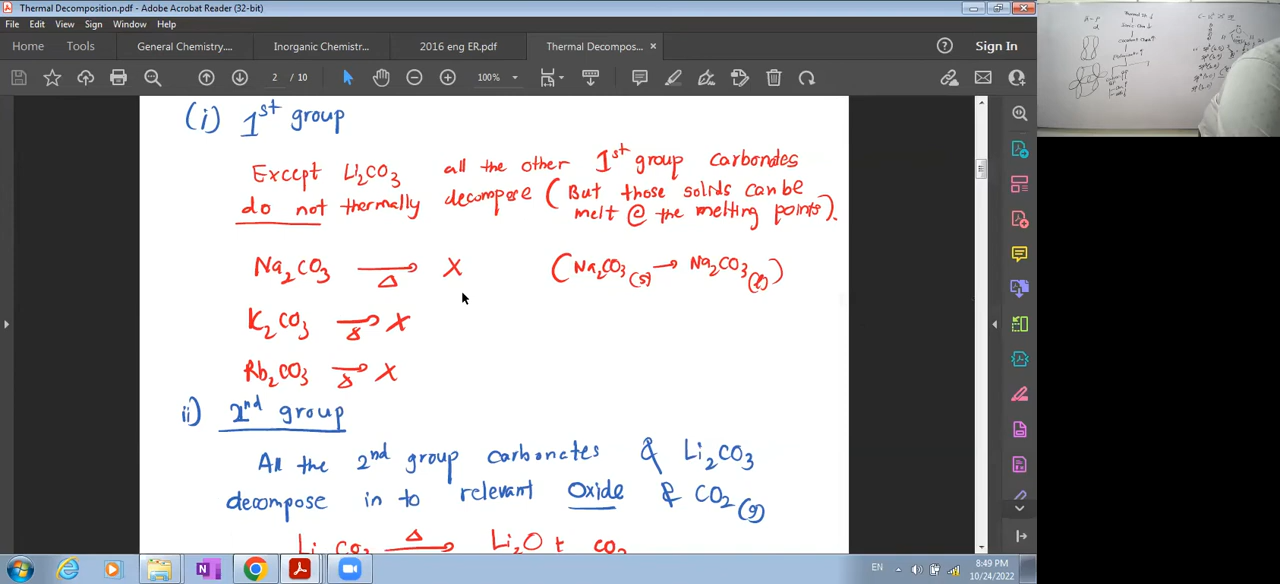 Thermal Decomposition.pdf - Adobe Acrobat Reader (32-bit)
File Edit View Sign Window Help
Home Tools General Chemistry... Inorganic Chemistr... 2016 eng ER.pdf Thermal Decompos... × Sign In
2 / 10 100%
(i) 1st group
Except Li2CO3 all the other 1st group carbonates
do not thermally decompose (But those solids can be
melt @ the melting points).
Na2CO3 →Δ X (Na2CO3(s) → Na2CO3(l))
K2CO3 →Δ X
Rb2CO3 →Δ X
ii) 2nd group
All the 2nd group carbonates & Li2CO3
decompose in to relevant Oxide & CO2(g)
Li CO3 →Δ Li2O + CO2
EN 8:49 PM
10/24/2022